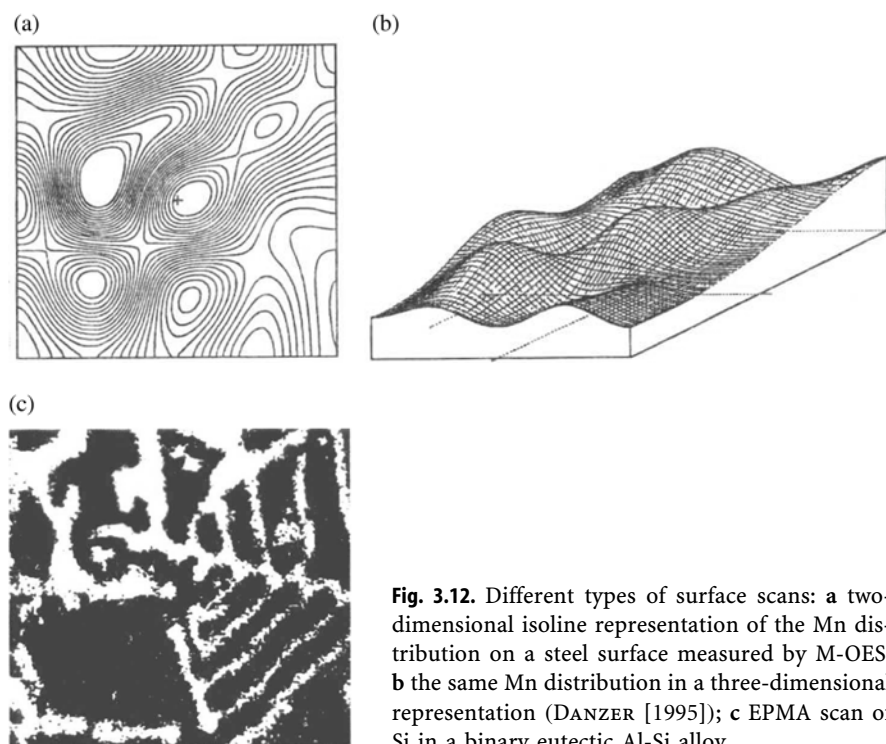 (a)
(b)
(c)
Fig. 3.12. Different types of surface scans: a two-
dimensional isoline representation of the Mn dis-
tribution on a steel surface measured by M-OES
b the same Mn distribution in a three-dimensional
representation (DANZER [1995]); c EPMA scan of
Si in a binary eutectic Al-Si alloy